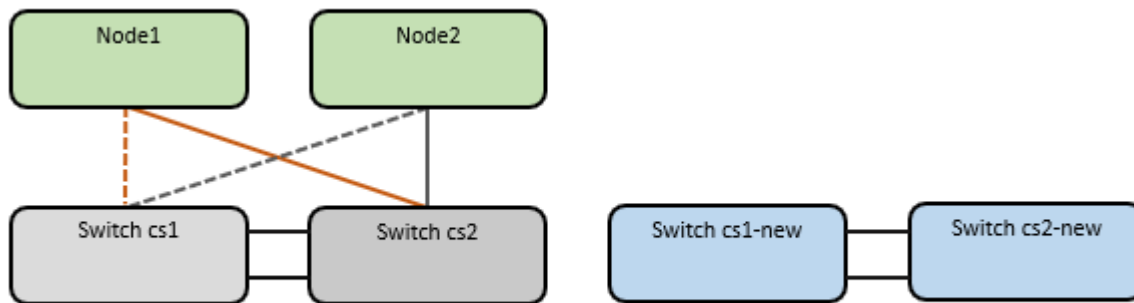 Node1
Node2
Switch cs1
Switch cs2
Switch cs1-new
Switch cs2-new